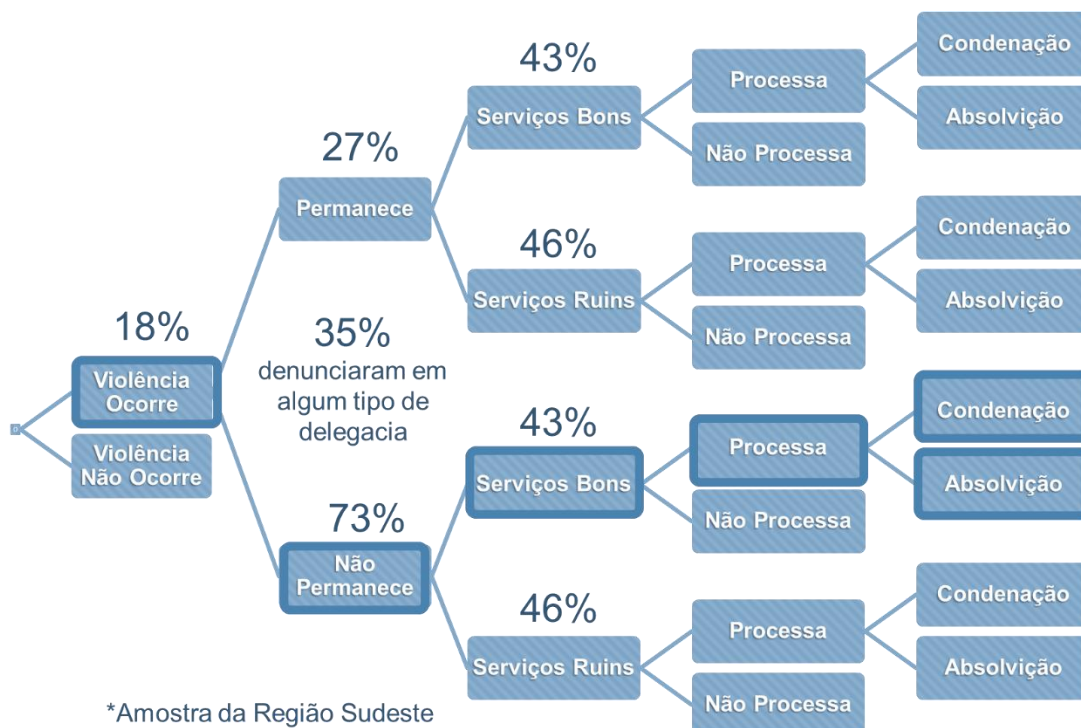 18%
Violência
Ocorre
Violência
Não Ocorre
27%
Permanece
35%
denunciaram em
algum tipo de
delegacia
73%
Não
Permanece
43%
Serviços Bons
46%
Serviços Ruins
43%
Serviços Bons
46%
Serviços Ruins
Processa
Não Processa
Processa
Não Processa
Processa
Não Processa
Processa
Não Processa
Condenação
Absolvição
Condenação
Absolvição
Condenação
Absolvição
Condenação
Absolvição
*Amostra da Região Sudeste